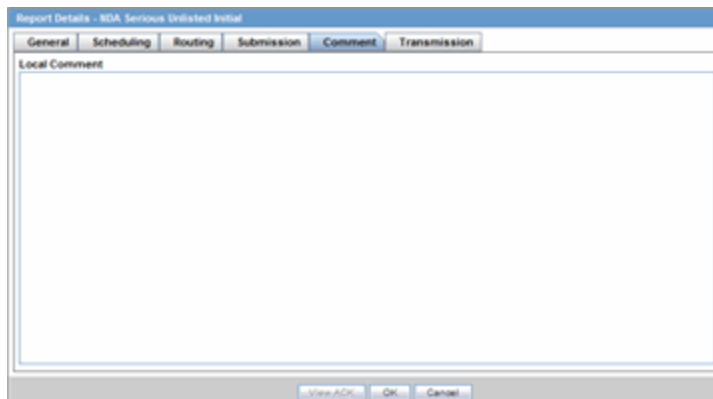 Report Details - NDA Serious Unlisted Initial
General Scheduling Routing Submission Comment Transmission
Local Comment
View ACK OK Cancel